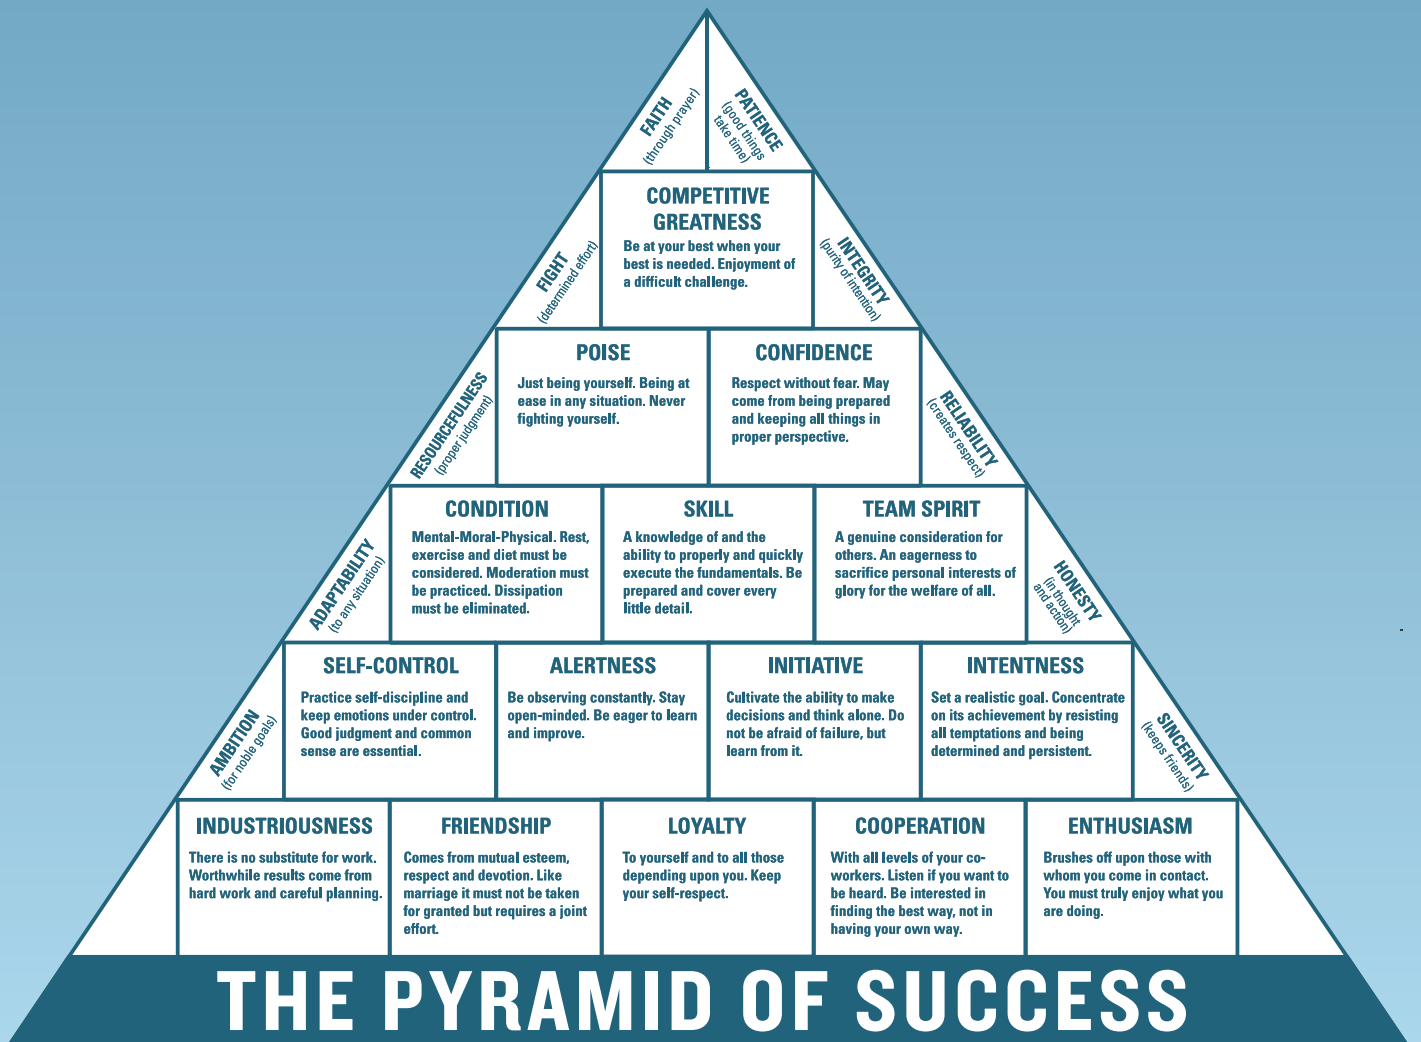 FAITH
(through prayer)
PATIENCE
(good things
take time)
COMPETITIVE
GREATNESS
Be at your best when your
best is needed. Enjoyment of
a difficult challenge.
FIGHT
(determined effort)
INTEGRITY
(purity of intention)
POISE
Just being yourself. Being at
ease in any situation. Never
fighting yourself.
CONFIDENCE
Respect without fear. May
come from being prepared
and keeping all things in
proper perspective.
RESOURCEFULNESS
(proper judgment)
RELIABILITY
(creates respect)
CONDITION
Mental-Moral-Physical. Rest,
exercise and diet must be
considered. Moderation must
be practiced. Dissipation
must be eliminated.
SKILL
A knowledge of and the
ability to properly and quickly
execute the fundamentals. Be
prepared and cover every
little detail.
TEAM SPIRIT
A genuine consideration for
others. An eagerness to
sacrifice personal interests of
glory for the welfare of all.
ADAPTABILITY
(to any situation)
HONESTY
(in thought
and action)
SELF-CONTROL
Practice self-discipline and
keep emotions under control.
Good judgment and common
sense are essential.
ALERTNESS
Be observing constantly. Stay
open-minded. Be eager to learn
and improve.
INITIATIVE
Cultivate the ability to make
decisions and think alone. Do
not be afraid of failure, but
learn from it.
INTENTNESS
Set a realistic goal. Concentrate
on its achievement by resisting
all temptations and being
determined and persistent.
AMBITION
(for noble goals)
SINCERITY
(keeps friends)
INDUSTRIOUSNESS
There is no substitute for work.
Worthwhile results come from
hard work and careful planning.
FRIENDSHIP
Comes from mutual esteem,
respect and devotion. Like
marriage it must not be taken
for granted but requires a joint
effort.
LOYALTY
To yourself and to all those
depending upon you. Keep
your self-respect.
COOPERATION
With all levels of your co-
workers. Listen if you want to
be heard. Be interested in
finding the best way, not in
having your own way.
ENTHUSIASM
Brushes off upon those with
whom you come in contact.
You must truly enjoy what you
are doing.
THE PYRAMID OF SUCCESS